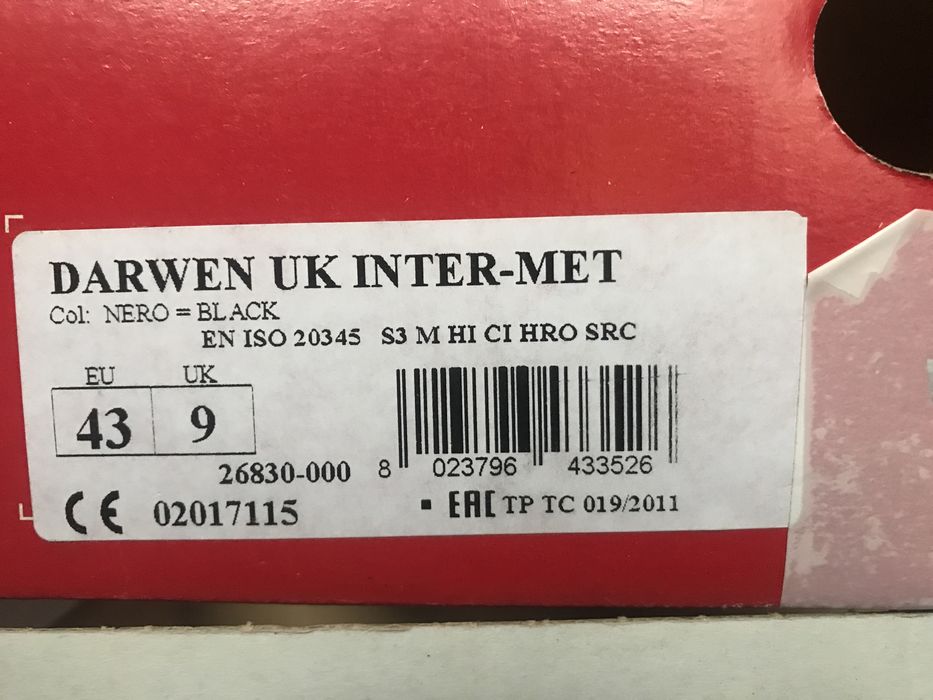 DARWEN UK INTER-MET
Col: NERO = BLACK
EN ISO 20345 S3 M HI CI HRO SRC
EU UK
43 9
26830-000
8 023796 433526
CE 02017115
EAC TP TC 019/2011